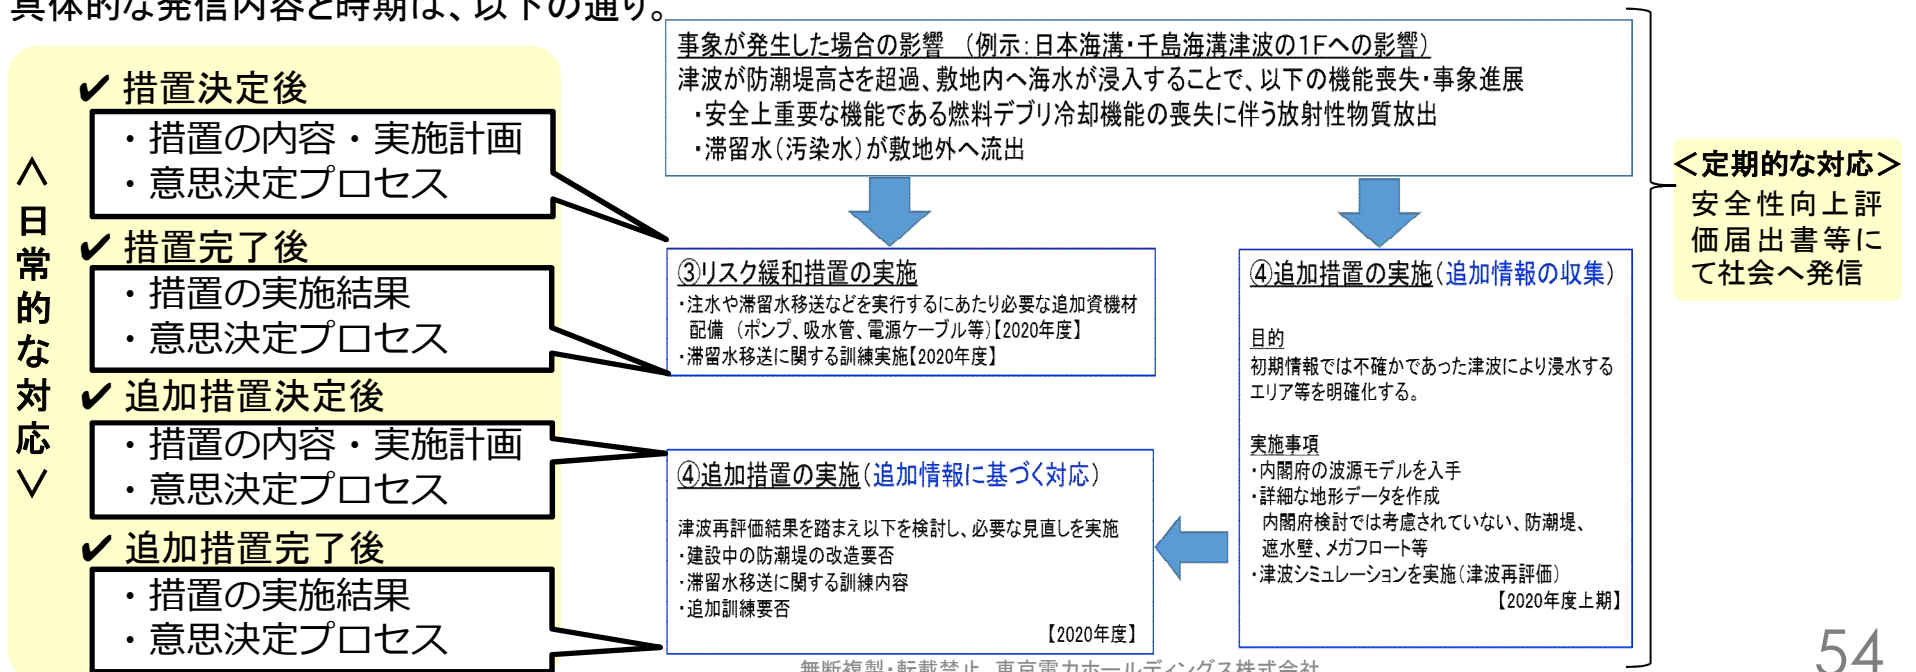 具体的な発信内容と時期は、以下の通り。
＜日常的な対応＞
✔ 措置決定後
・措置の内容・実施計画
・意思決定プロセス
✔ 措置完了後
・措置の実施結果
・意思決定プロセス
✔ 追加措置決定後
・措置の内容・実施計画
・意思決定プロセス
✔ 追加措置完了後
・措置の実施結果
・意思決定プロセス
事象が発生した場合の影響　（例示：日本海溝・千島海溝津波の1Fへの影響）
津波が防潮堤高さを超過、敷地内へ海水が浸入することで、以下の機能喪失・事象進展
・安全上重要な機能である燃料デブリ冷却機能の喪失に伴う放射性物質放出
・滞留水（汚染水）が敷地外へ流出
③リスク緩和措置の実施
・注水や滞留水移送などを実行するにあたり必要な追加資機材
配備　（ポンプ、吸水管、電源ケーブル等）【2020年度】
・滞留水移送に関する訓練実施【2020年度】
④追加措置の実施（追加情報の収集）
目的
初期情報では不確かであった津波により浸水する
エリア等を明確化する。
実施事項
・内閣府の波源モデルを入手
・詳細な地形データを作成
内閣府検討では考慮されていない、防潮堤、
遮水壁、メガフロート等
・津波シミュレーションを実施（津波再評価）
【2020年度上期】
④追加措置の実施（追加情報に基づく対応）
津波再評価結果を踏まえ以下を検討し、必要な見直しを実施
・建設中の防潮堤の改造要否
・滞留水移送に関する訓練内容
・追加訓練要否
【2020年度】
＜定期的な対応＞
安全性向上評
価届出書等に
て社会へ発信
無断複製・転載禁止　東京電力ホールディングス株式会社
54